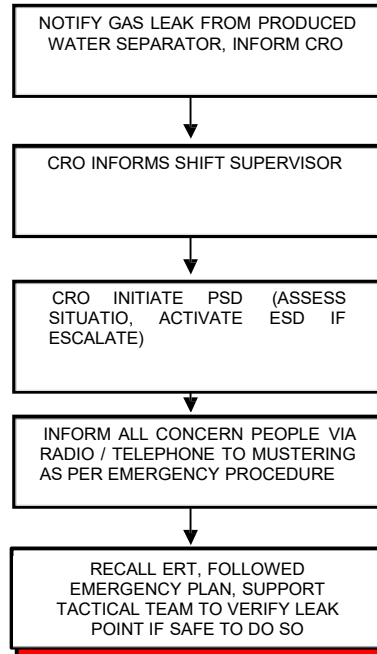 NOTIFY GAS LEAK FROM PRODUCED
WATER SEPARATOR, INFORM CRO
CRO INFORMS SHIFT SUPERVISOR
CRO INITIATE PSD (ASSESS
SITUATIO, ACTIVATE ESD IF
ESCALATE)
INFORM ALL CONCERN PEOPLE VIA
RADIO / TELEPHONE TO MUSTERING
AS PER EMERGENCY PROCEDURE
RECALL ERT, FOLLOWED
EMERGENCY PLAN, SUPPORT
TACTICAL TEAM TO VERIFY LEAK
POINT IF SAFE TO DO SO